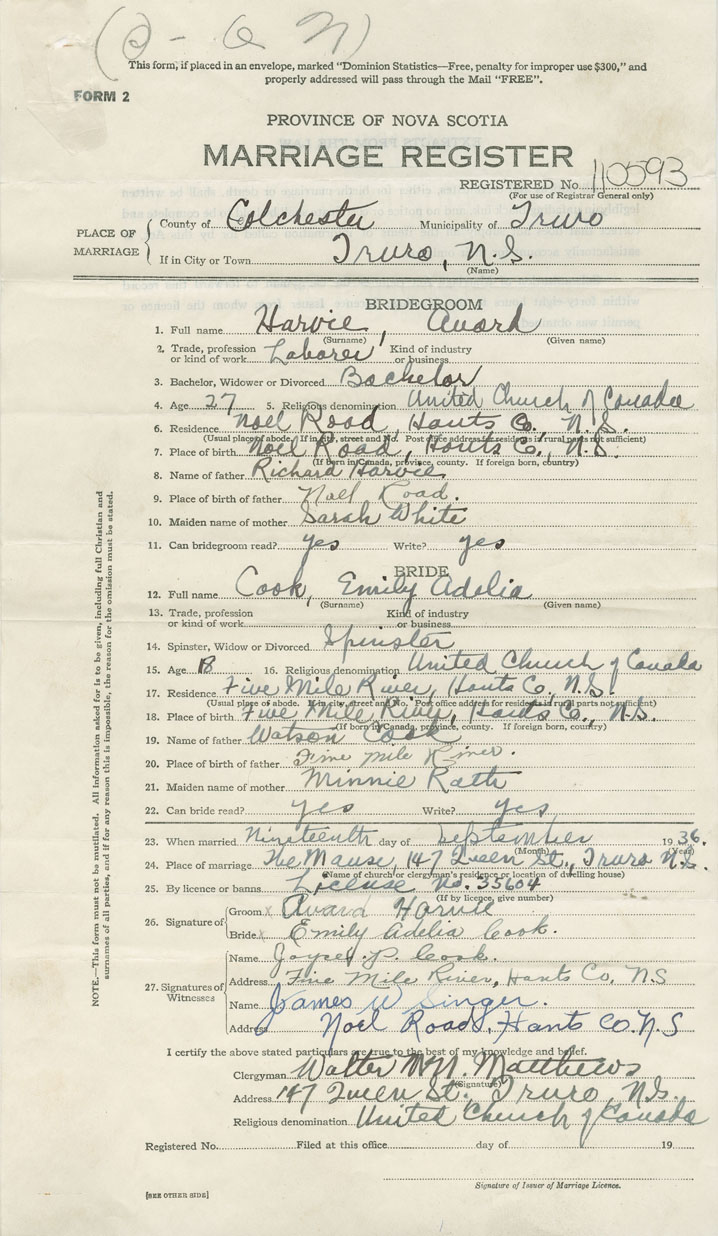 This form, if placed in an envelope, marked "Dominion Statistics—Free, penalty for improper use $300," and
properly addressed will pass through the Mail "FREE".
FORM 2
PROVINCE OF NOVA SCOTIA
MARRIAGE REGISTER
REGISTERED No. 110593
(For use of Registrar General only)
PLACE OF MARRIAGE
County of Colchester Municipality of Truro
If in City or Town Truro, N.S.
(Name)
BRIDEGROOM
1. Full name Harvie, Avard
(Surname) (Given name)
2. Trade, profession or kind of work Laborer Kind of industry or business
3. Bachelor, Widower or Divorced Bachelor
4. Age 27 5. Religious denomination United Church of Canada
6. Residence Noel Road, Hants Co., N.S.
(Usual place of abode. If in city, street and No. Post office address for residents in rural parts not sufficient)
7. Place of birth Noel Road, Hants Co., N.S.
(If born in Canada, province, county. If foreign born, country)
8. Name of father Richard Harvie
9. Place of birth of father Noel Road.
10. Maiden name of mother Sarah White
11. Can bridegroom read? yes Write? yes
BRIDE
12. Full name Cook, Emily Adelia
(Surname) (Given name)
13. Trade, profession or kind of work Kind of industry or business
14. Spinster, Widow or Divorced Spinster
15. Age 18 16. Religious denomination United Church of Canada
17. Residence Five Mile River, Hants Co., N.S.
(Usual place of abode. If in city, street and No. Post office address for residents in rural parts not sufficient)
18. Place of birth Five Mile River, Hants Co., N.S.
(If born in Canada, province, county. If foreign born, country)
19. Name of father Watson Cook
20. Place of birth of father Five Mile River.
21. Maiden name of mother Minnie Rath
22. Can bride read? yes Write? yes
23. When married Nineteenth day of September 1936.
(Month) (Year)
24. Place of marriage The Manse, 147 Queen St., Truro N.S.
(Name of church or clergyman's residence or location of dwelling house)
25. By licence or banns License No. 35604
(If by licence, give number)
26. Signature of
Groom x Avard Harvie
Bride x Emily Adelia Cook.
27. Signatures of Witnesses
Name Joyce P. Cook.
Address Five Mile River, Hants Co. N.S
Name James W Singer.
Address Noel Road, Hants Co. N.S
I certify the above stated particulars are true to the best of my knowledge and belief.
Clergyman Walter Matthews
(Signature)
Address 147 Queen St., Truro, N.S.
Religious denomination United Church of Canada
Registered No. Filed at this office day of 19
Signature of Issuer of Marriage Licence.
[SEE OTHER SIDE]
NOTE.—This form must not be mutilated. All information asked for is to be given, including full Christian and
surnames of all parties, and if for any reason this is impossible, the reason for the omission must be stated.